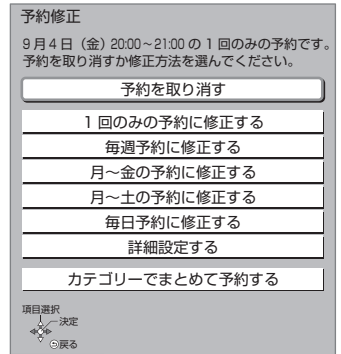 予約修正
9月4日（金）20:00～21:00の1回のみの予約です。
予約を取り消すか修正方法を選んでください。
予約を取り消す
1回のみの予約に修正する
毎週予約に修正する
月～金の予約に修正する
月～土の予約に修正する
毎日予約に修正する
詳細設定する
カテゴリーでまとめて予約する
項目選択
決定
戻る